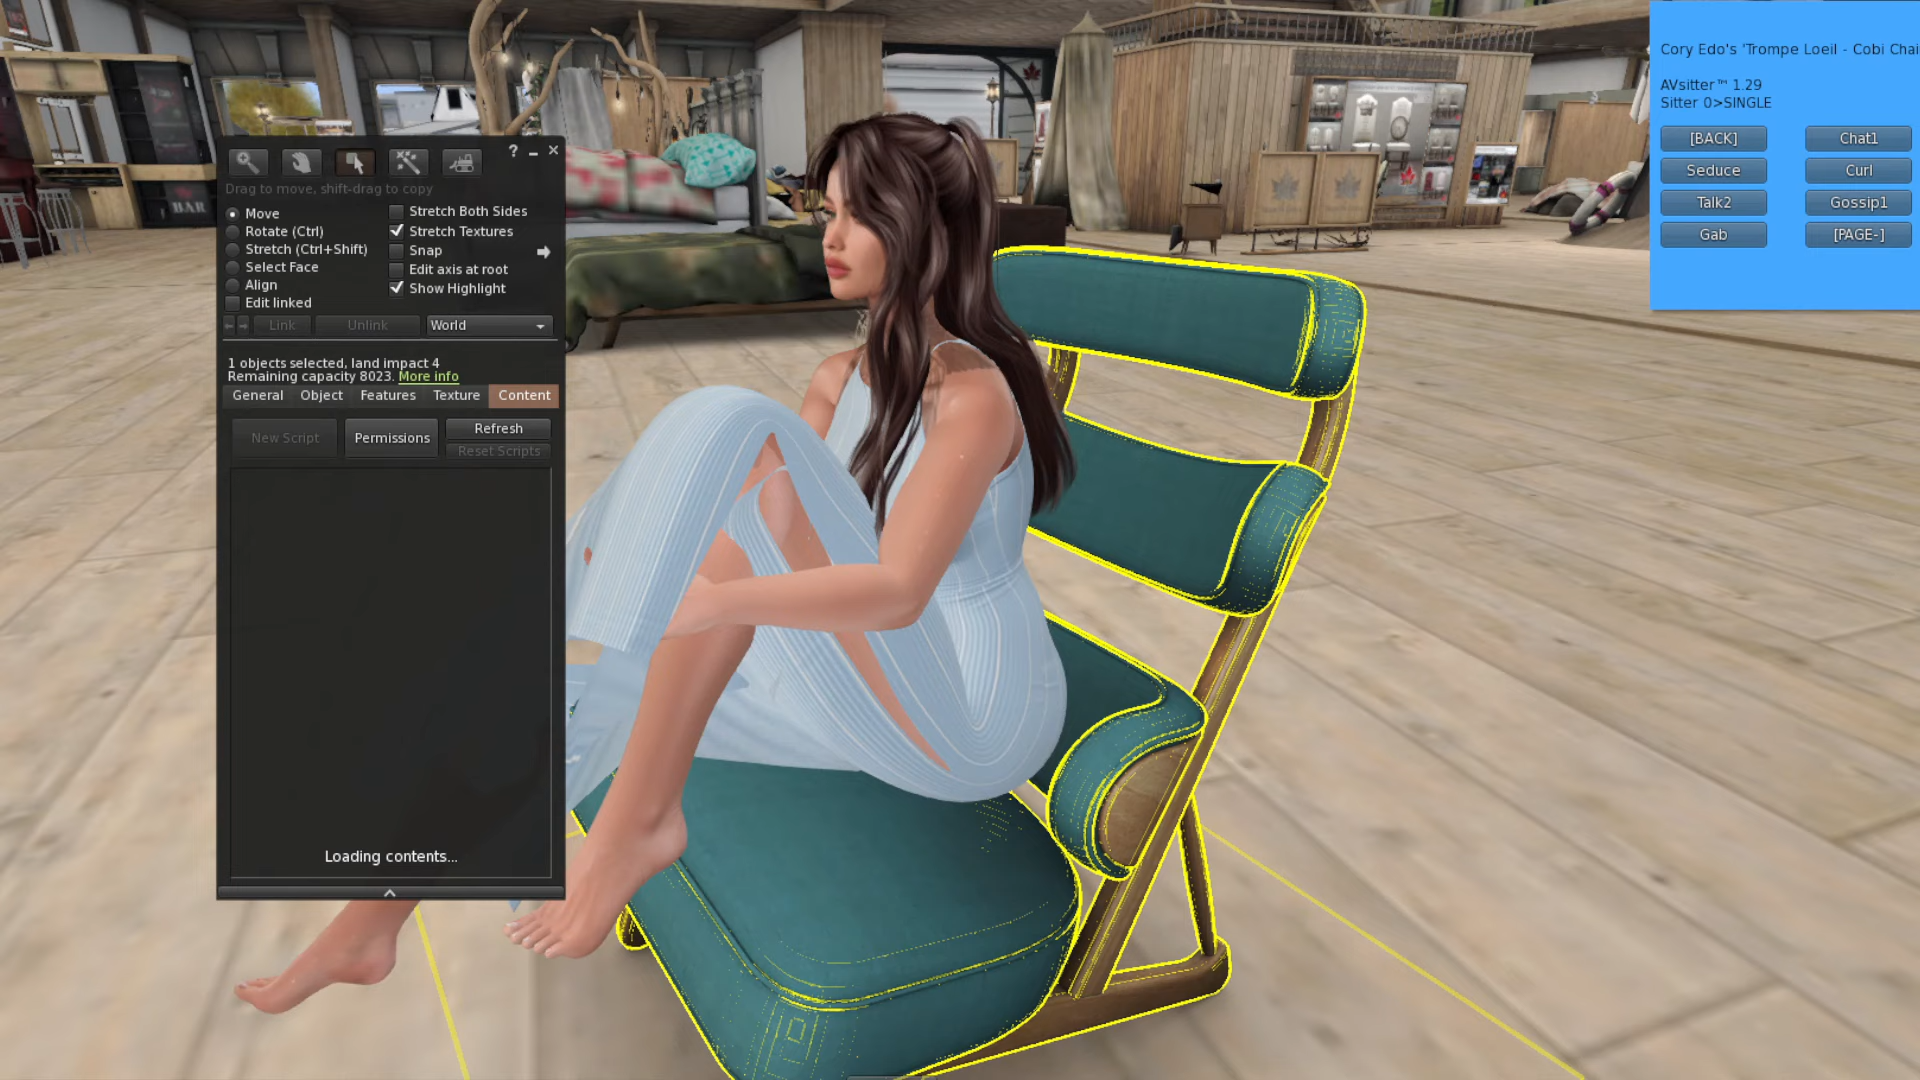 Cory Edo's 'Trompe Loeil - Cobi Chai
AVsitter™ 1.29
Sitter 0>SINGLE
[BACK]
Chat1
Seduce
Curl
Talk2
Gossip1
Gab
[PAGE-]
?
Drag to move, shift-drag to copy
Move
Rotate (Ctrl)
Stretch (Ctrl+Shift)
Select Face
Align
Edit linked
Stretch Both Sides
Stretch Textures
Snap
Edit axis at root
Show Highlight
Link
Unlink
World
1 objects selected, land impact 4
Remaining capacity 8023. More info
General Object Features Texture Content
New Script
Permissions
Refresh
Reset Scripts
Loading contents...
BAR